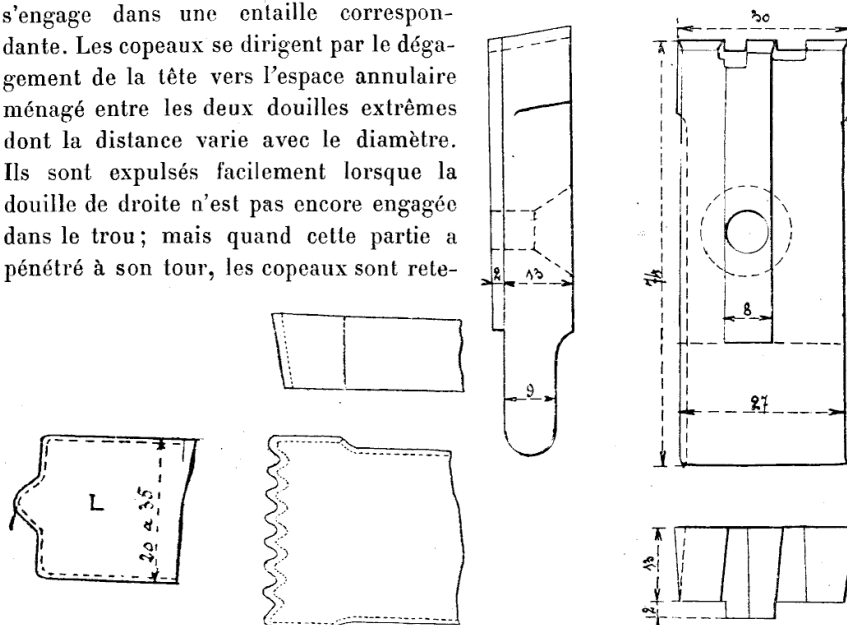 s'engage dans une entaille correspon-
dante. Les copeaux se dirigent par le déga-
gement de la tête vers l'espace annulaire
ménagé entre les deux douilles extrêmes
dont la distance varie avec le diamètre.
Ils sont expulsés facilement lorsque la
douille de droite n'est pas encore engagée
dans le trou; mais quand cette partie a
pénétré à son tour, les copeaux sont rete-
30
2
13
74
8
9
27
L
20 a 35
13
2